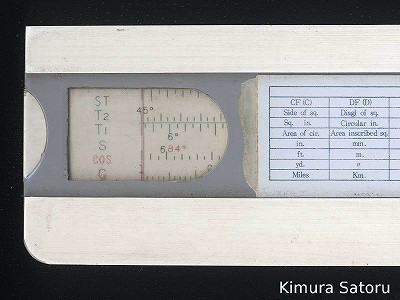 ST
T2
T1
S
COS
G
45°
6°
6 84°
CF (C) DF (D)
Side of sq. Diagl of sq.
Sq. in. Circular in.
Area of cir. Area inscribed sq.
in. mm.
ft. m.
yd. "
Miles Km.
Kimura Satoru